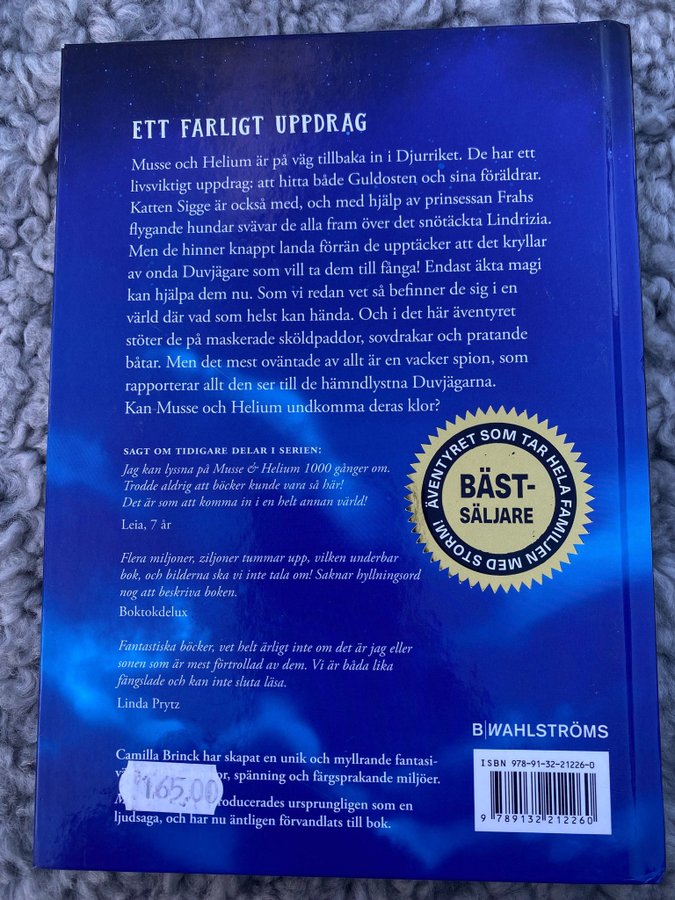 ETT FARLIGT UPPDRAG
Musse och Helium är på väg tillbaka in i Djurriket. De har ett
livsviktigt uppdrag: att hitta både Guldosten och sina föräldrar.
Katten Sigge är också med, och med hjälp av prinsessan Frahs
flygande hundar svävar de alla fram över det snötäckta Lindrizia.
Men de hinner knappt landa förrän de upptäcker att det kryllar
av onda Duvjägare som vill ta dem till fånga! Endast äkta magi
kan hjälpa dem nu. Som vi redan vet så befinner de sig i en
värld där vad som helst kan hända. Och i det här äventyret
stöter de på maskerade sköldpaddor, sovdrakar och pratande
båtar. Men det mest oväntade av allt är en vacker spion, som
rapporterar allt den ser till de hämndlystna Duvjägarna.
Kan Musse och Helium undkomma deras klor?
SAGT OM TIDIGARE DELAR I SERIEN:
Jag kan lyssna på Musse & Helium 1000 gånger om.
Trodde aldrig att böcker kunde vara så här!
Det är som att komma in i en helt annan värld!
Leia, 7 år
Flera miljoner, ziljoner tummar upp, vilken underbar
bok, och bilderna ska vi inte tala om! Saknar hyllningsord
nog att beskriva boken.
Boktokdelux
Fantastiska böcker, vet helt ärligt inte om det är jag eller
sonen som är mest förtrollad av dem. Vi är båda lika
fängslade och kan inte sluta läsa.
Linda Prytz
ÄVENTYRET SOM TAR HELA FAMILJEN MED STORM!
BÄST-
SÄLJARE
B|WAHLSTRÖMS
ISBN 978-91-32-21226-0
9 789132 212260
Camilla Brinck har skapat en unik och myllrande fantasi-
spänning och färgsprakande miljöer.
165.00
producerades ursprungligen som en
ljudsaga, och har nu äntligen förvandlats till bok.